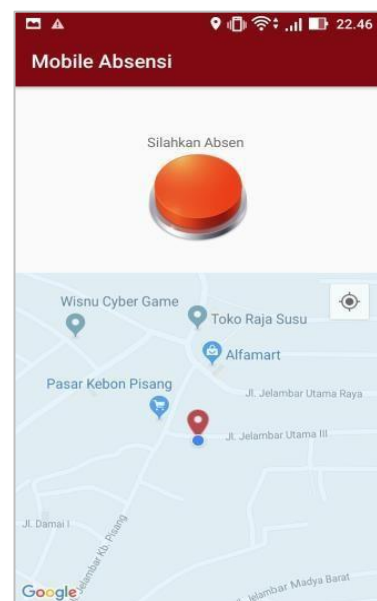 22.46
Mobile Absensi
Silahkan Absen
Wisnu Cyber Game
Toko Raja Susu
Alfamart
Pasar Kebon Pisang
Jl. Jelambar Utama Raya
Jl. Jelambar Utama III
Jl. Damai I
Jelambar Kb. Pisang
Google
Jelambar Madya Barat